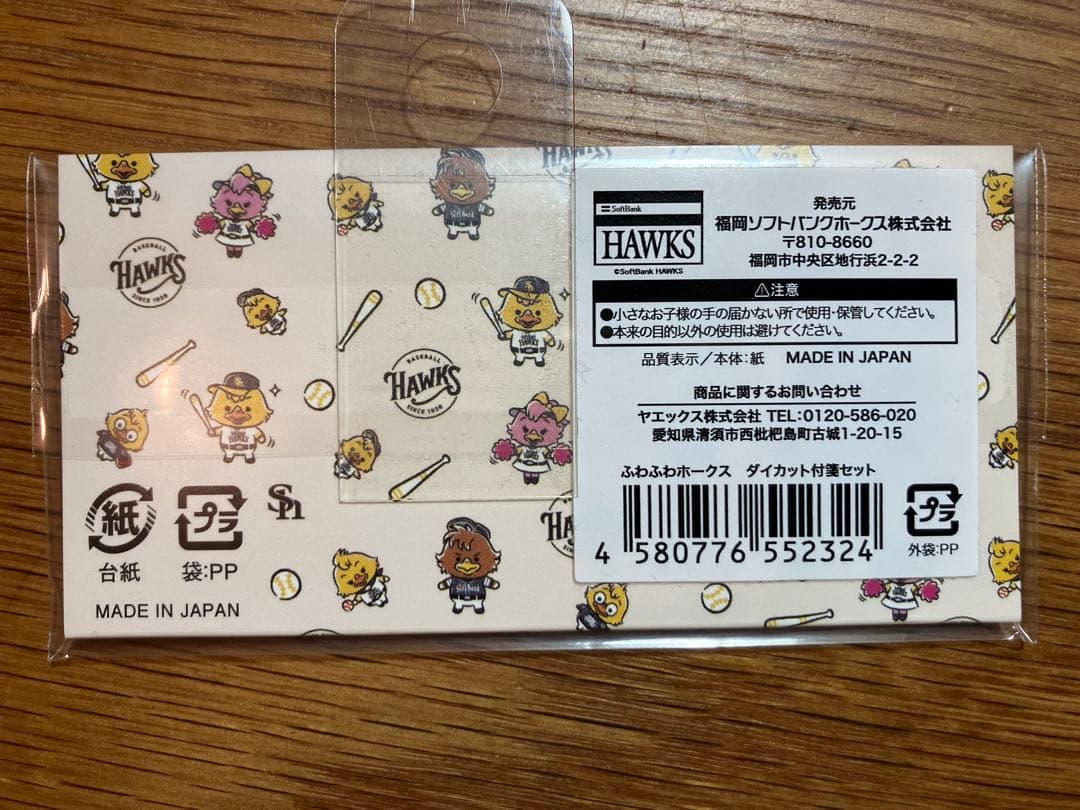 BASEBALL
HAWKS
SINCE 1938
BASEBALL
HAWKS
SINCE 1938
紙
台紙
プラ
袋:PP
SH
MADE IN JAPAN
SoftBank
HAWKS
©SoftBank HAWKS
発売元
福岡ソフトバンクホークス株式会社
〒810-8660
福岡市中央区地行浜2-2-2
⚠注意
●小さなお子様の手の届かない所で使用・保管してください。
●本来の目的以外の使用は避けてください。
品質表示/本体:紙 MADE IN JAPAN
商品に関するお問い合わせ
ヤエックス株式会社 TEL:0120-586-020
愛知県清須市西枇杷島町古城1-20-15
ふわふわホークス ダイカット付箋セット
4 580776 552324
プラ
外袋:PP